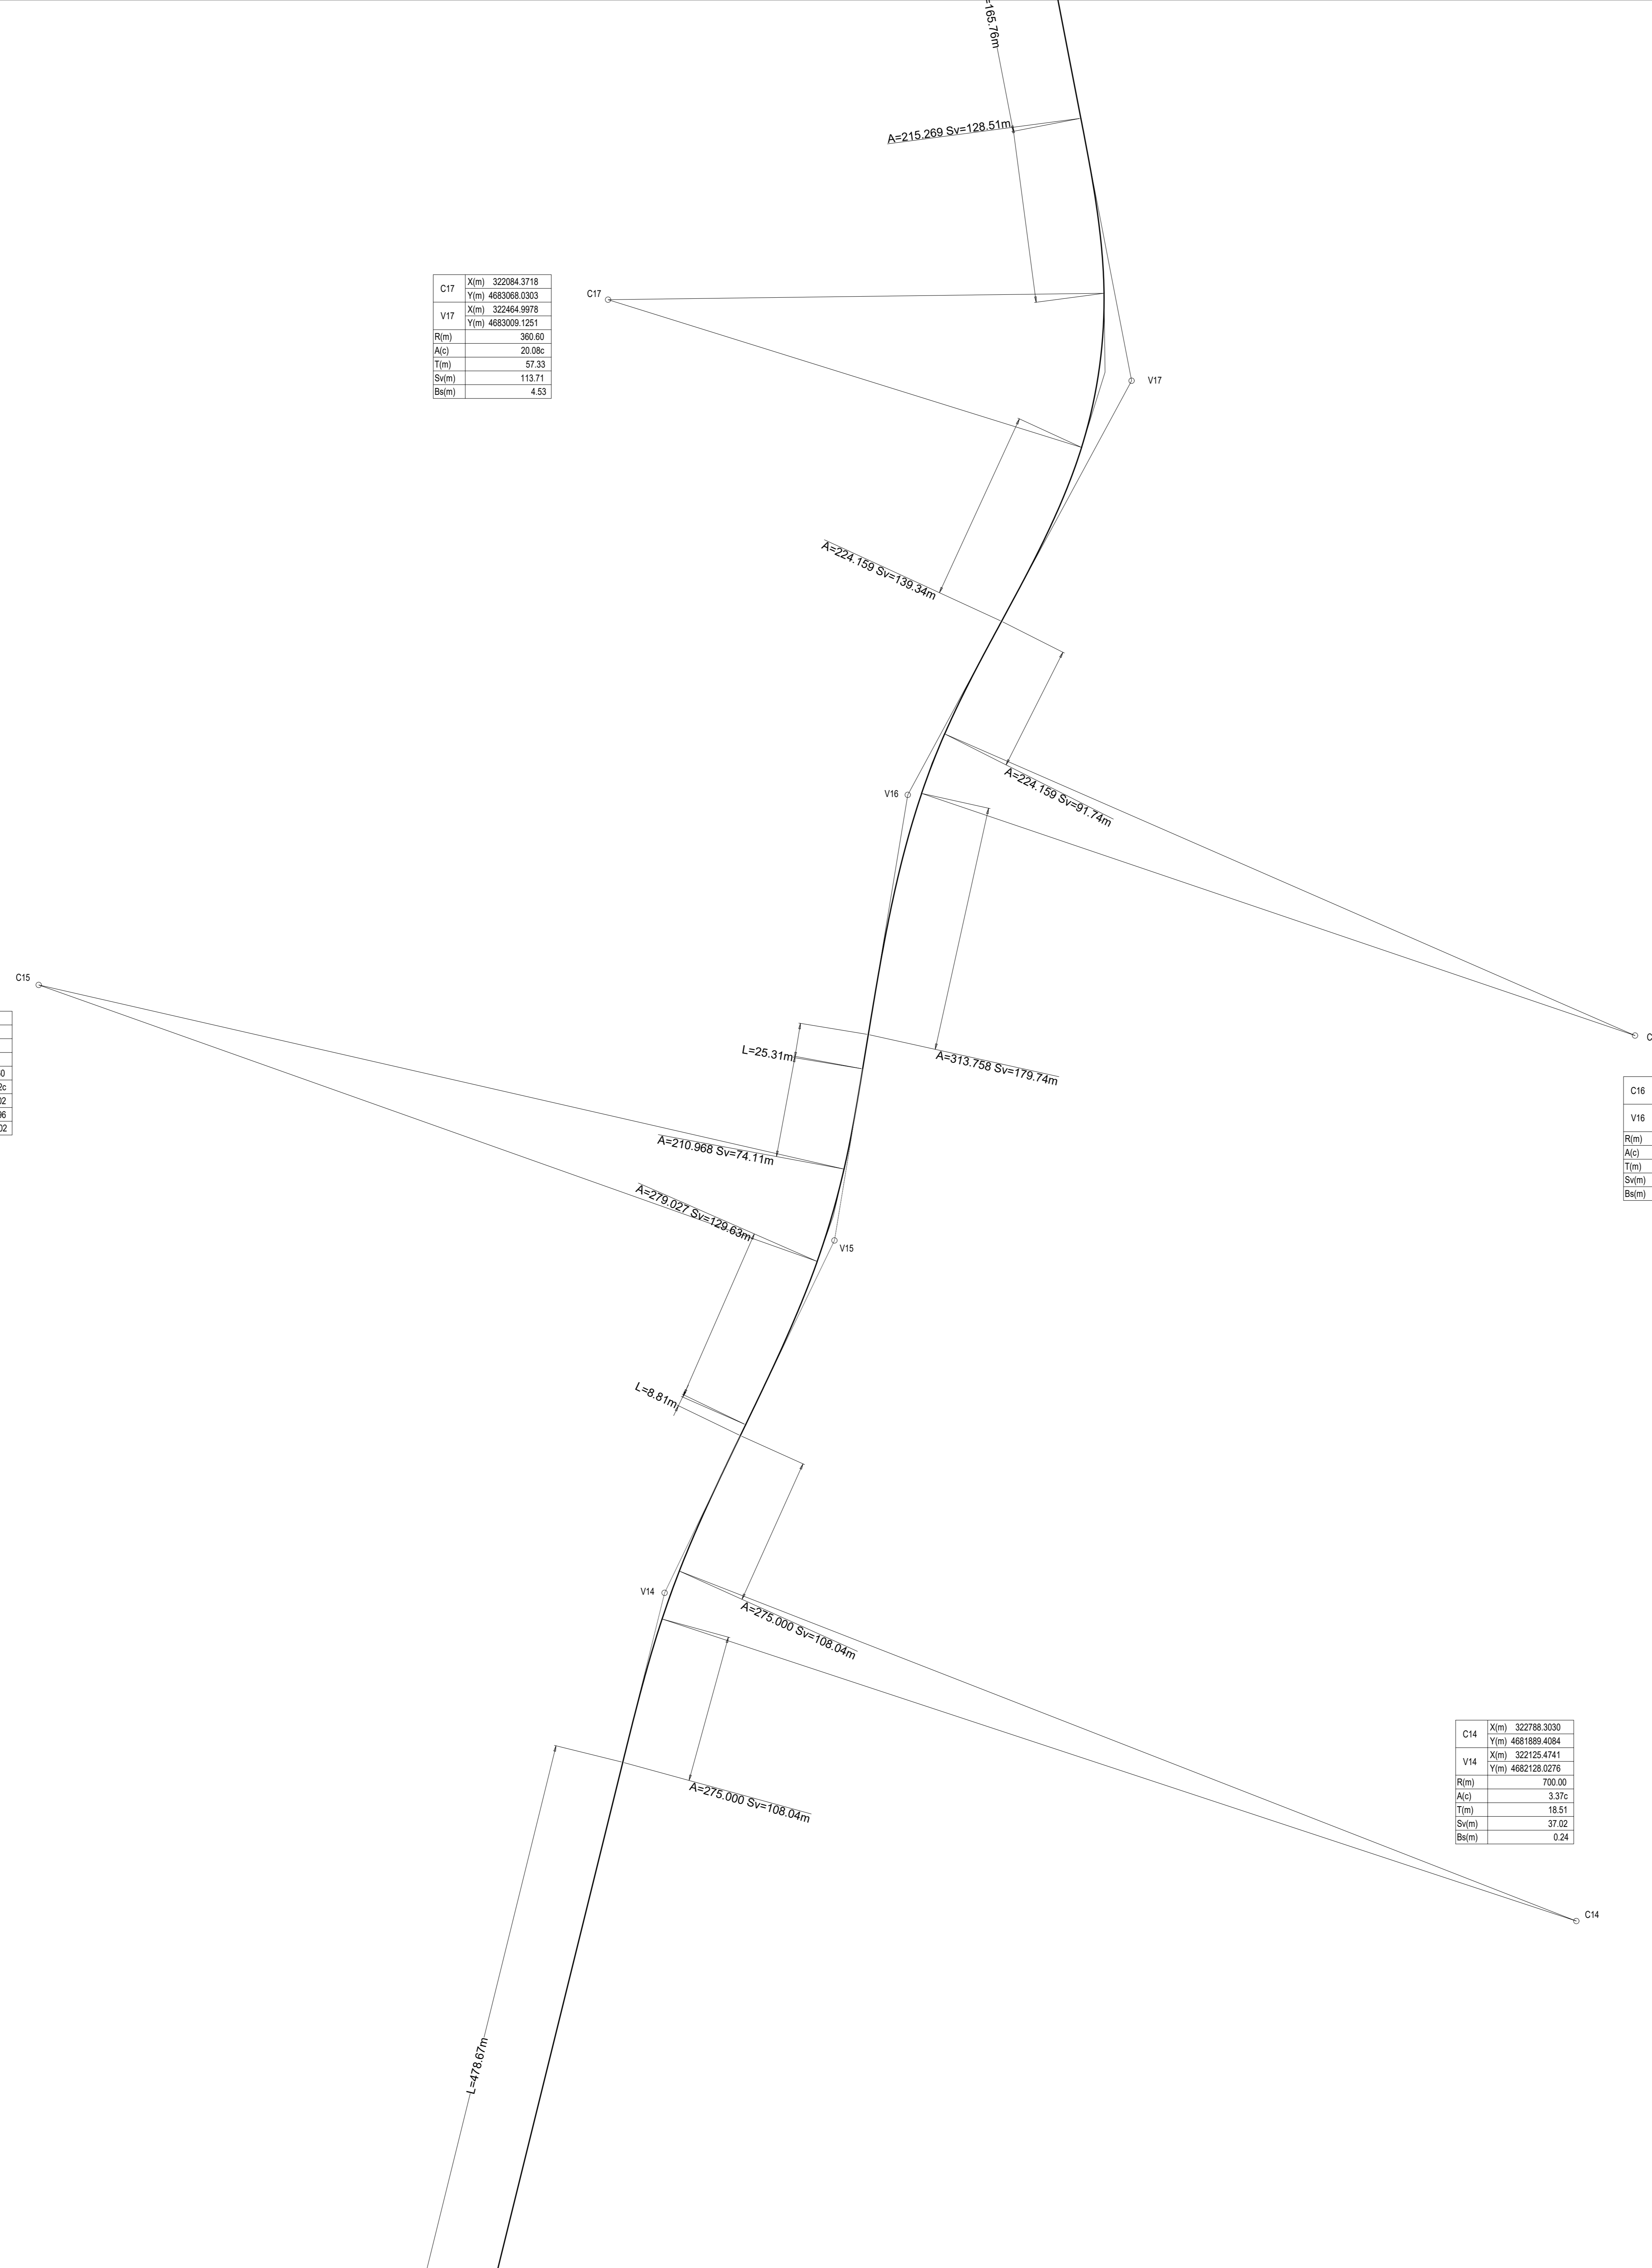 =165.76m
A=215.269 Sv=128.51m
C17
X(m) 322084.3718
Y(m) 4683068.0303
V17
X(m) 322464.9978
Y(m) 4683009.1251
R(m) 360.60
A(c) 20.08c
T(m) 57.33
Sv(m) 113.71
Bs(m) 4.53
C17
V17
A=224.159 Sv=139.34m
A=224.159 Sv=91.74m
V16
C15
L=25.31m
A=313.758 Sv=179.74m
C16
V16
R(m)
A(c)
T(m)
Sv(m)
Bs(m)
A=210.968 Sv=74.11m
A=279.027 Sv=129.63m
V15
L=8.81m
V14
A=275.000 Sv=108.04m
A=275.000 Sv=108.04m
C14
X(m) 322788.3030
Y(m) 4681889.4084
V14
X(m) 322125.4741
Y(m) 4682128.0276
R(m) 700.00
A(c) 3.37c
T(m) 18.51
Sv(m) 37.02
Bs(m) 0.24
C14
L=478.67m